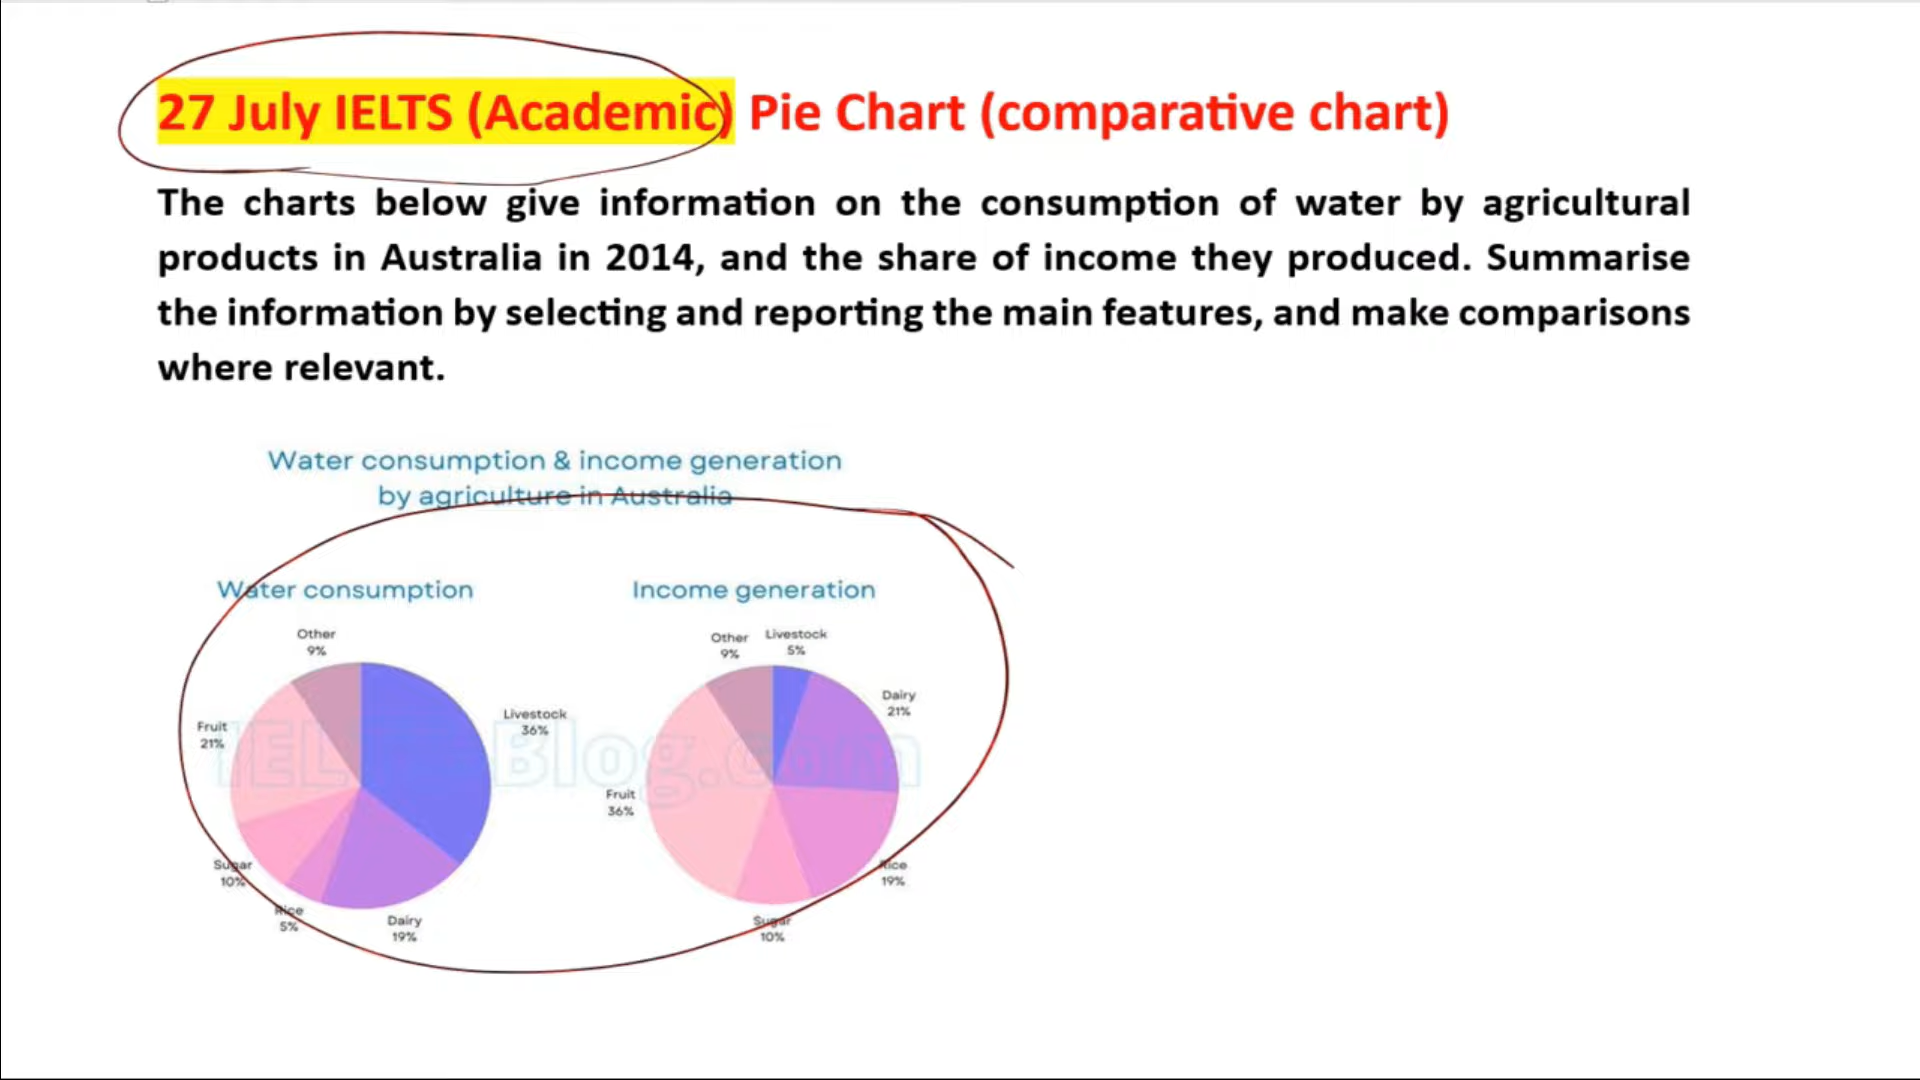 27 July IELTS (Academic) Pie Chart (comparative chart)
The charts below give information on the consumption of water by agricultural
products in Australia in 2014, and the share of income they produced. Summarise
the information by selecting and reporting the main features, and make comparisons
where relevant.
Water consumption & income generation
by agriculture in Australia
Water consumption
Other
9%
Livestock
36%
Fruit
21%
Sugar
10%
Rice
5%
Dairy
19%
Income generation
Other
9%
Livestock
5%
Dairy
21%
Fruit
36%
Rice
19%
Sugar
10%
IELTS-Blog.com